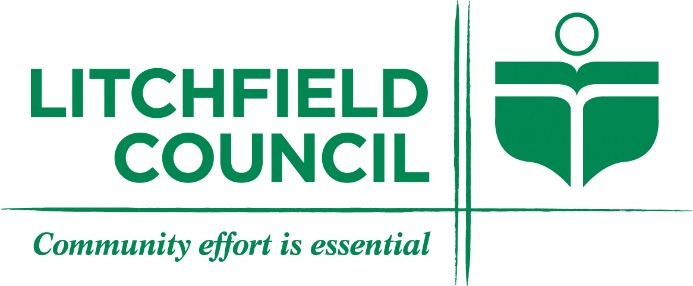 LITCHFIELD
COUNCIL
Community effort is essential